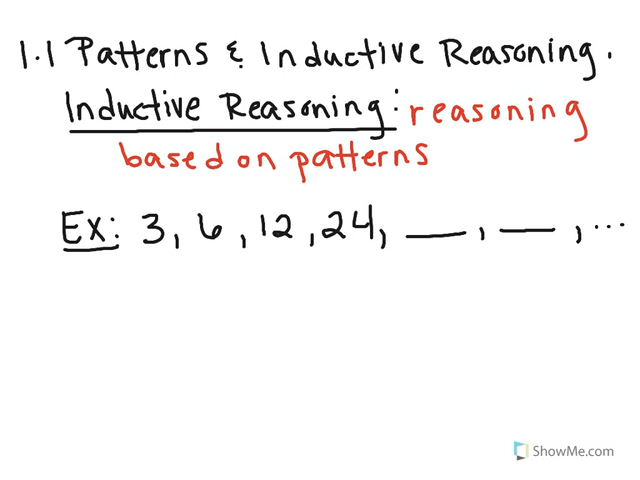 1.1 Patterns & Inductive Reasoning.
Inductive Reasoning: reasoning
based on patterns
Ex: 3, 6, 12, 24, ___, ___, ...
ShowMe.com